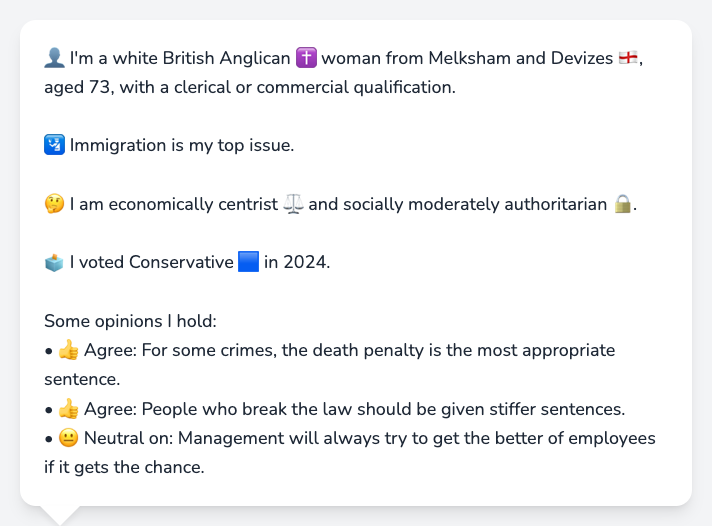 👤 I'm a white British Anglican ✝️ woman from Melksham and Devizes 🏴󠁧󠁢󠁥󠁮󠁧󠁿,
aged 73, with a clerical or commercial qualification.
🛂 Immigration is my top issue.
🤔 I am economically centrist ⚖️ and socially moderately authoritarian 🔒.
🗳️ I voted Conservative 🟦 in 2024.
Some opinions I hold:
• 👍 Agree: For some crimes, the death penalty is the most appropriate
sentence.
• 👍 Agree: People who break the law should be given stiffer sentences.
• 😐 Neutral on: Management will always try to get the better of employees
if it gets the chance.